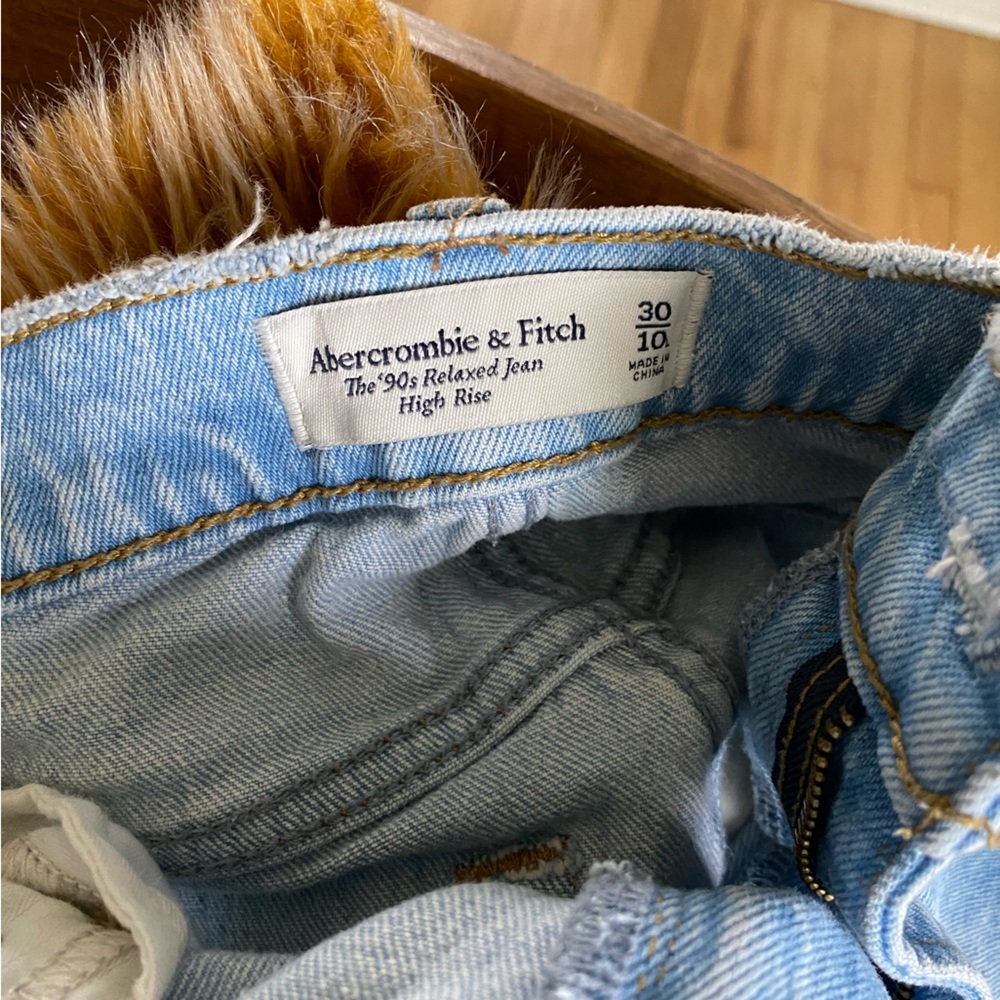 Abercrombie & Fitch
The '90s Relaxed Jean
High Rise
30
10
MADE IN
CHINA